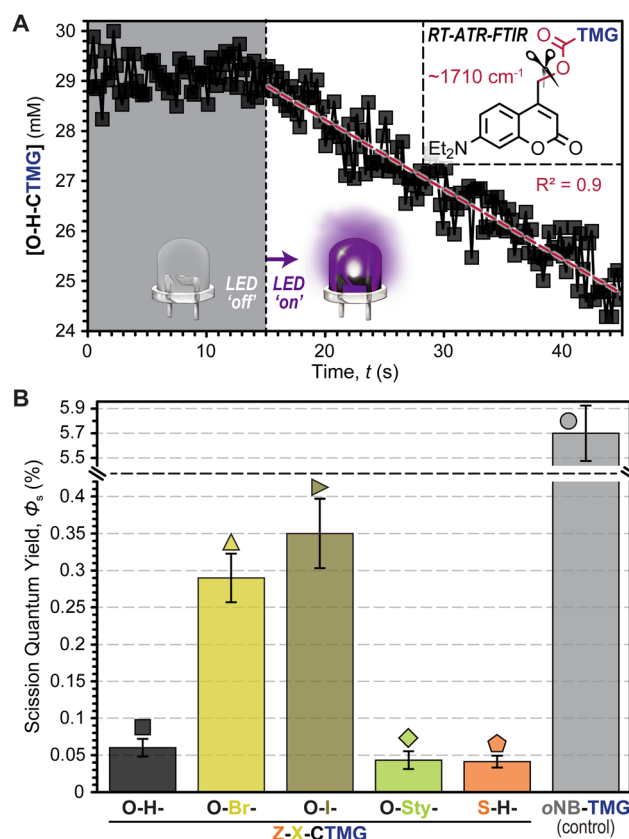 A
30
29
28
27
26
25
24
[O-H-CTMG] (mM)
RT-ATR-FTIR
O
TMG
O
~1710 cm⁻¹
Et₂N
O
O
R² = 0.9
LED
'off'
LED
'on'
0
10
20
30
40
Time, t (s)
B
5.9
5.7
5.5
0.4
0.35
0.3
0.25
0.2
0.15
0.1
0.05
0
Scission Quantum Yield, Φs (%)
O-H-
O-Br-
O-I-
O-Sty-
S-H-
oNB-TMG
(control)
Z-X-CTMG